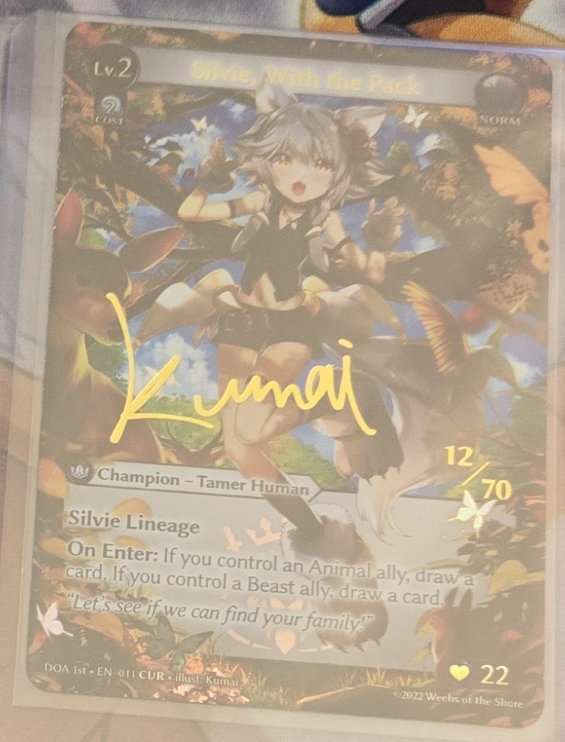 Lv.2
Silvie, With the Pack
2
COST
NORM
Kumai
12/70
Champion – Tamer Human
Silvie Lineage
On Enter: If you control an Animal ally, draw a
card. If you control a Beast ally, draw a card.
"Let's see if we can find your family!"
DOA 1st • EN-011 CUR • illust. Kumai
22
©2022 Weebs of the Shore